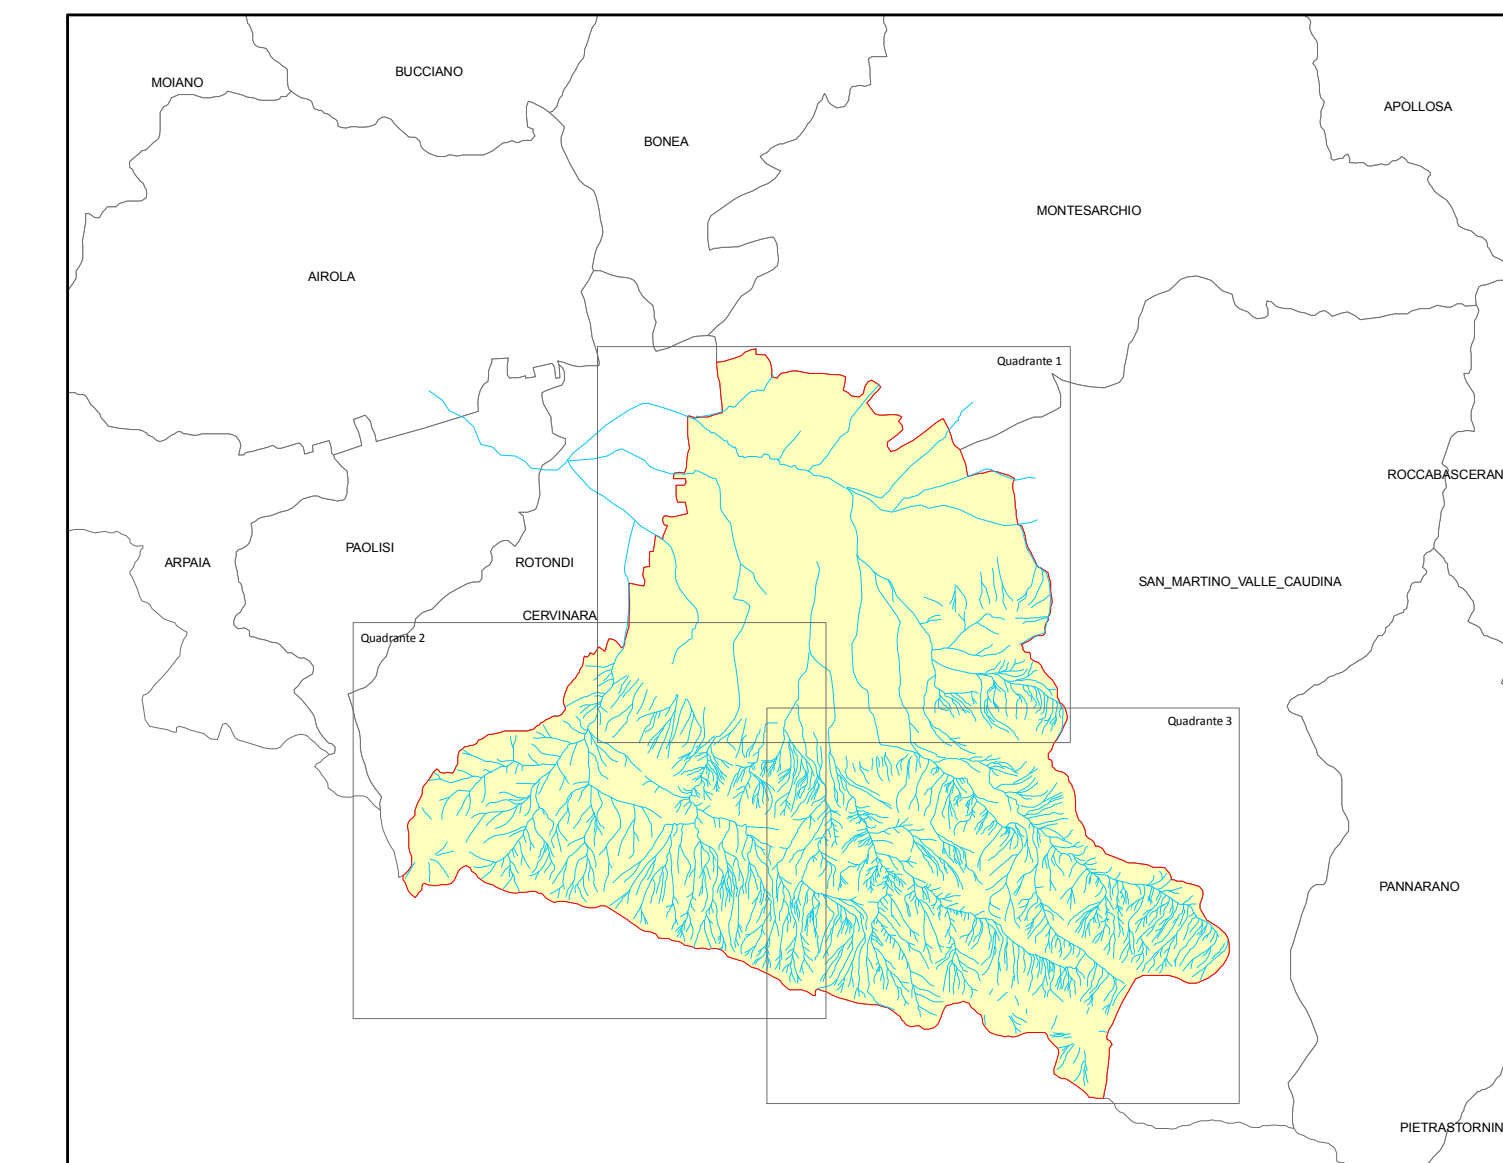 BUCCIANO
MOIANO
APOLLOSA
BONEA
MONTESARCHIO
AIROLA
Quadrante 1
ROCCABASCERAN
PAOLISI
ARPAIA
ROTONDI
SAN_MARTINO_VALLE_CAUDINA
CERVINARA
Quadrante 2
Quadrante 3
PANNARANO
PIETRASTORNIN